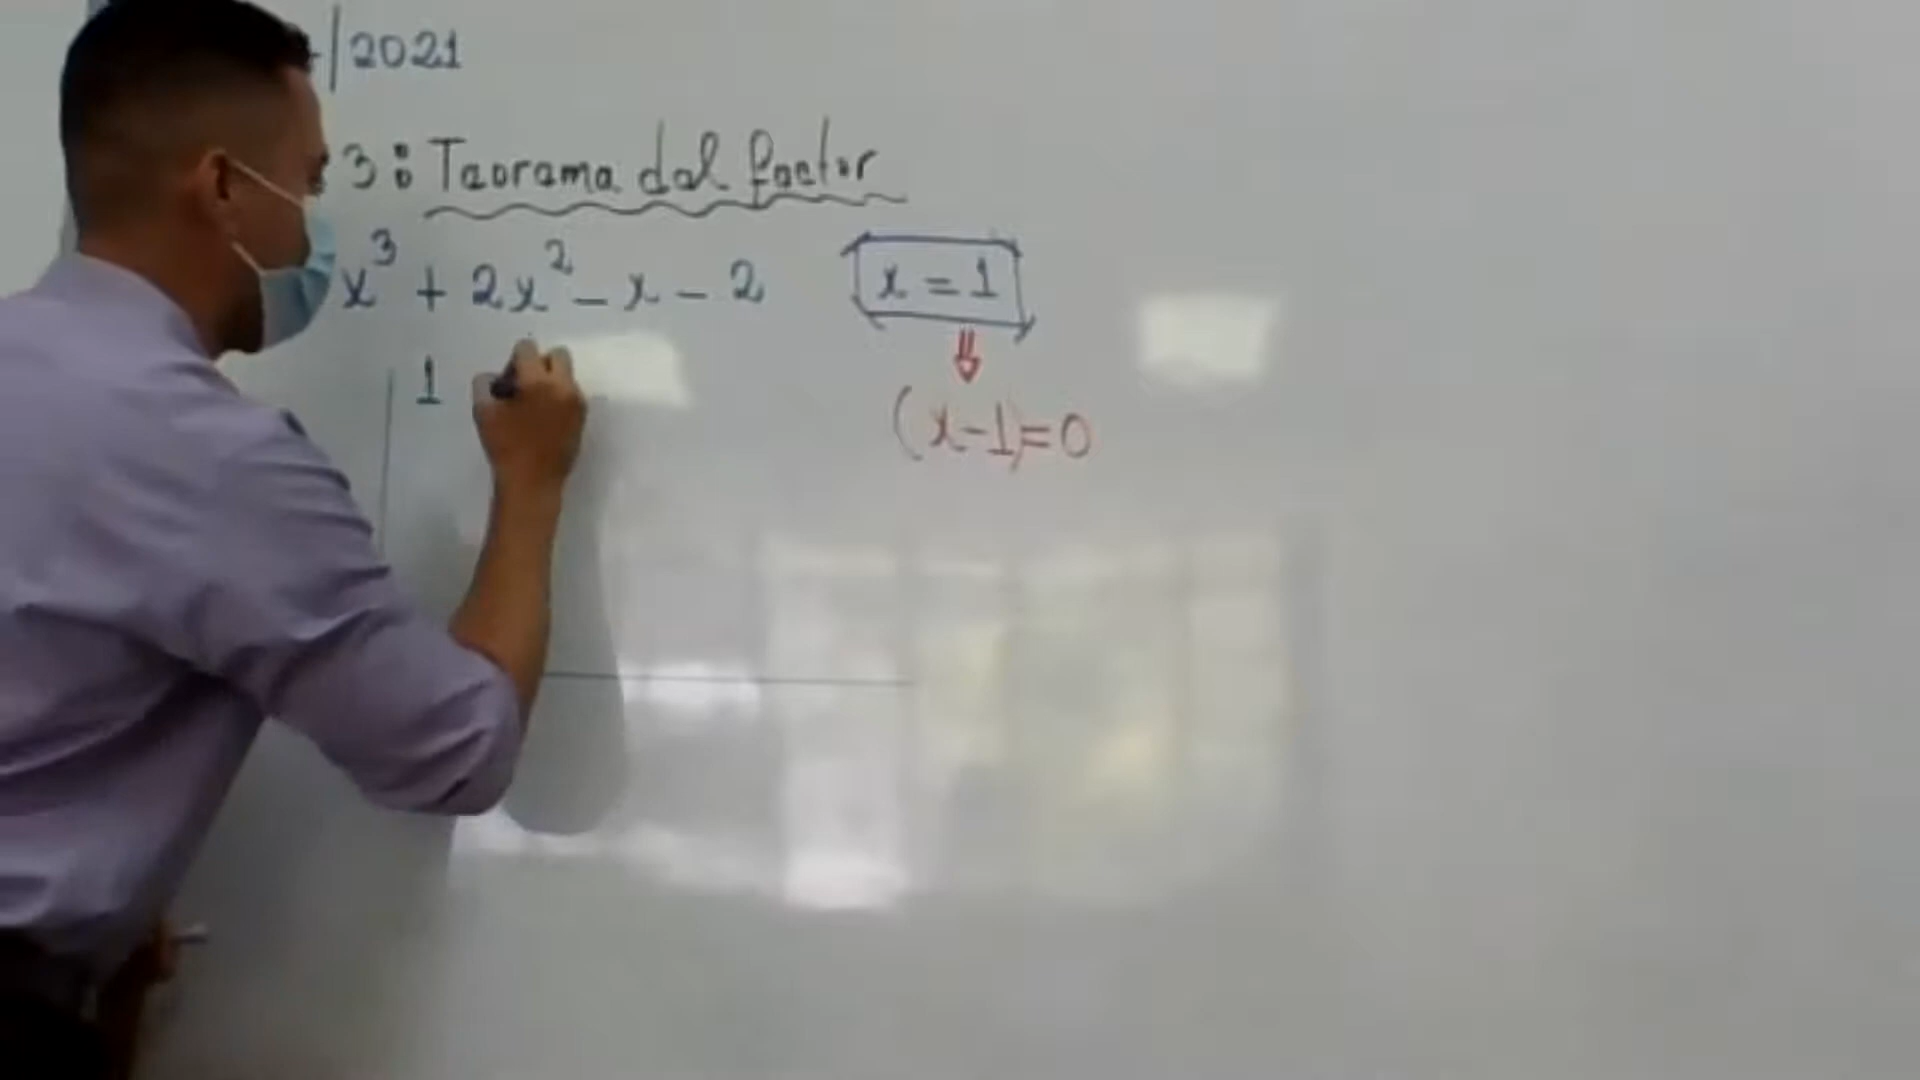 /2021
3: Teorema del factor
x³ + 2x² - x - 2
x = 1
⇓
1
(x-1)=0